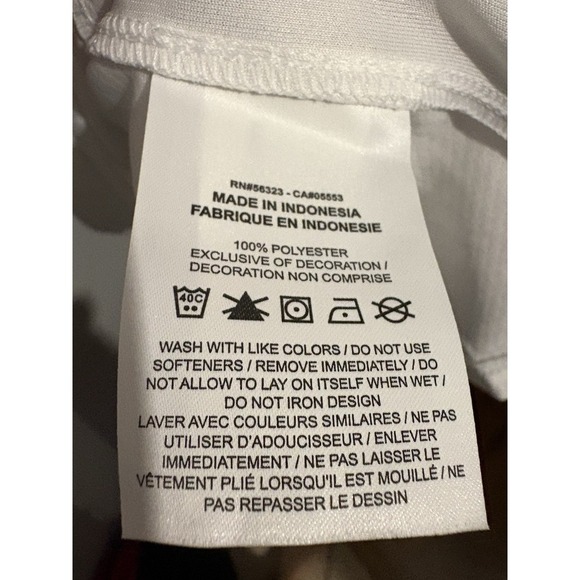 RN#56323 - CA#05553
MADE IN INDONESIA
FABRIQUE EN INDONESIE
100% POLYESTER
EXCLUSIVE OF DECORATION /
DECORATION NON COMPRISE
40C
WASH WITH LIKE COLORS / DO NOT USE
SOFTENERS / REMOVE IMMEDIATELY / DO
NOT ALLOW TO LAY ON ITSELF WHEN WET /
DO NOT IRON DESIGN
LAVER AVEC COULEURS SIMILAIRES / NE PAS
UTILISER D'ADOUCISSEUR / ENLEVER
IMMEDIATEMENT / NE PAS LAISSER LE
VÊTEMENT PLIÉ LORSQU'IL EST MOUILLÉ / NE
PAS REPASSER LE DESSIN